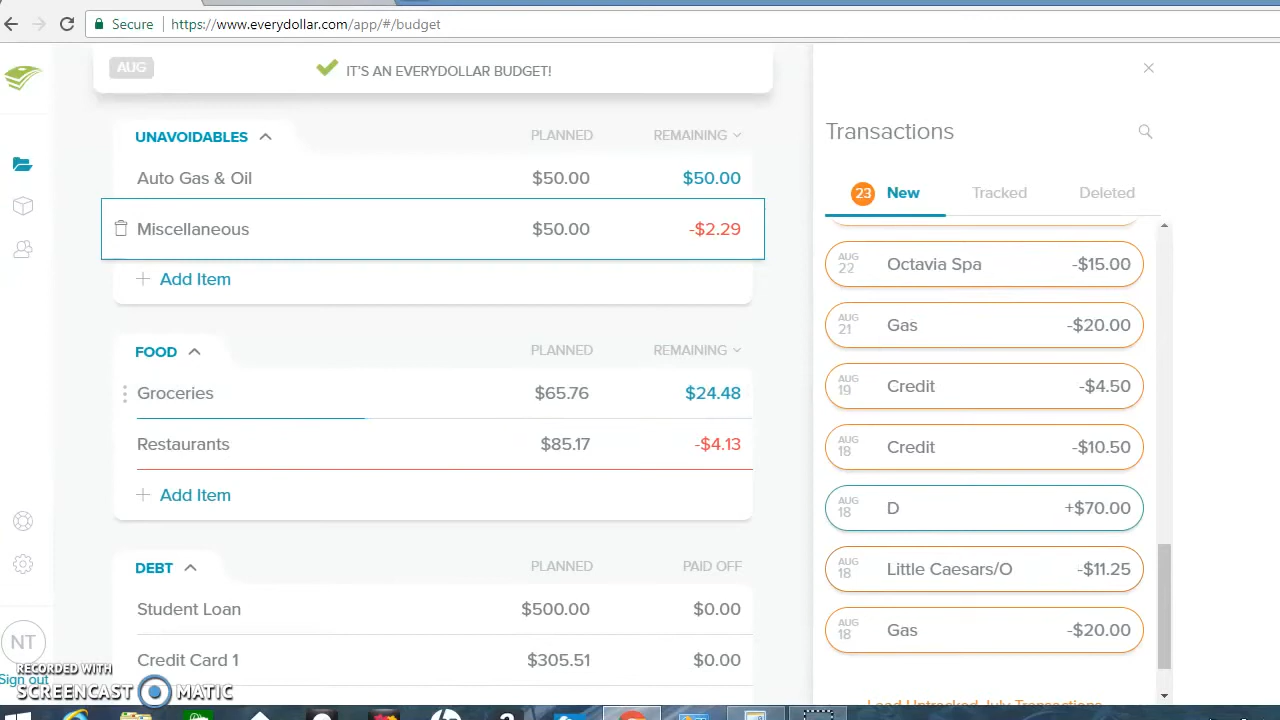 Secure https://www.everydollar.com/app/#/budget
AUG IT'S AN EVERYDOLLAR BUDGET!
UNAVOIDABLES PLANNED REMAINING
Auto Gas & Oil $50.00 $50.00
Miscellaneous $50.00 -$2.29
+ Add Item
FOOD PLANNED REMAINING
Groceries $65.76 $24.48
Restaurants $85.17 -$4.13
+ Add Item
DEBT PLANNED PAID OFF
Student Loan $500.00 $0.00
Credit Card 1 $305.51 $0.00
Transactions
23 New Tracked Deleted
AUG 22 Octavia Spa -$15.00
AUG 21 Gas -$20.00
AUG 19 Credit -$4.50
AUG 18 Credit -$10.50
AUG 18 D +$70.00
AUG 18 Little Caesars/O -$11.25
AUG 18 Gas -$20.00
Load Untracked July Transactions
NT
Sign out
RECORDED WITH
SCREENCAST MATIC